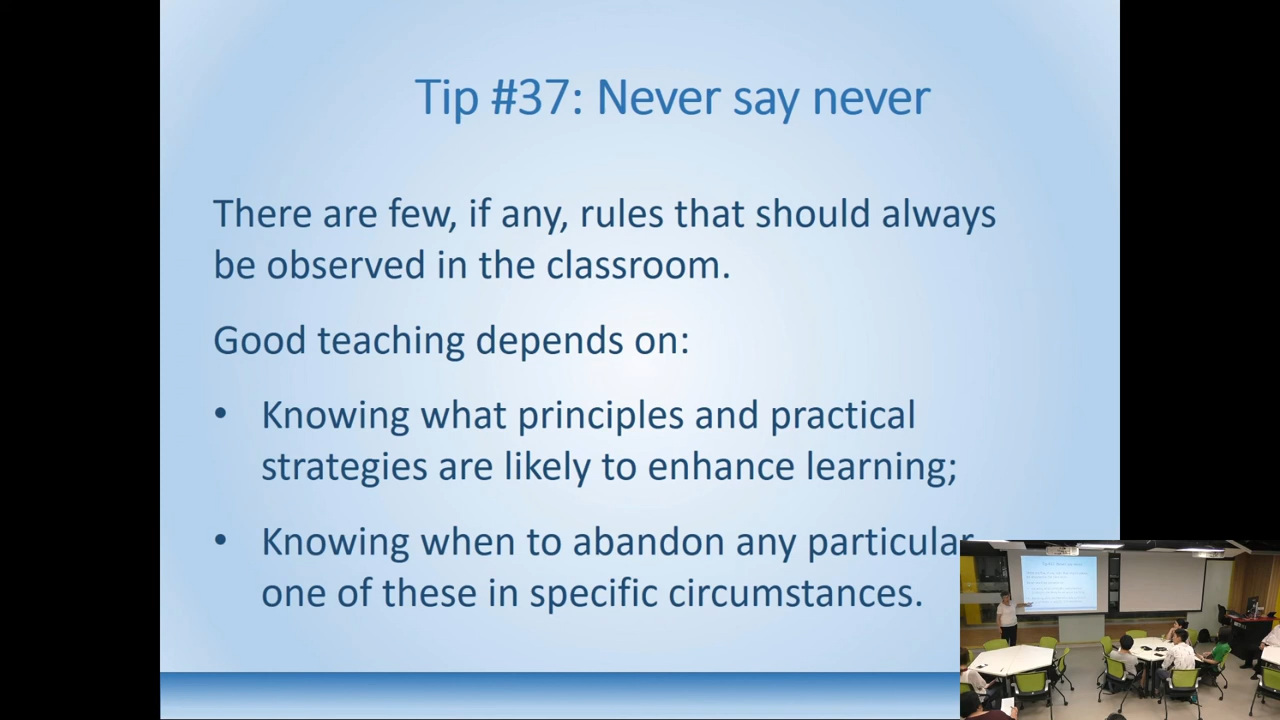 Tip #37: Never say never
There are few, if any, rules that should always
be observed in the classroom.
Good teaching depends on:
• Knowing what principles and practical
strategies are likely to enhance learning;
• Knowing when to abandon any particular
one of these in specific circumstances.